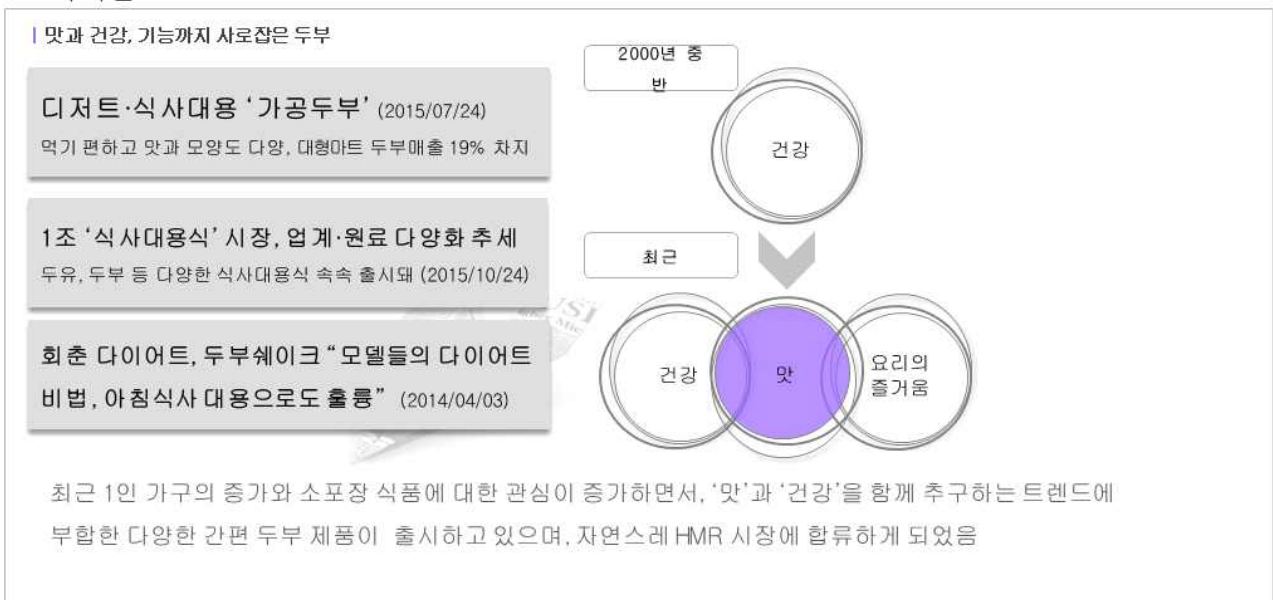 맛과 건강, 기능까지 사로잡은 두부
디저트·식사대용 ‘가공두부’ (2015/07/24)
먹기 편하고 맛과 모양도 다양, 대형마트 두부매출 19% 차지
1조 ‘식사대용식’ 시장, 업계·원료 다양화 추세
두유, 두부 등 다양한 식사대용식 속속 출시돼 (2015/10/24)
회춘 다이어트, 두부쉐이크 “모델들의 다이어트
비법, 아침식사 대용으로도 훌륭” (2014/04/03)
2000년 중
반
건강
최근
건강
맛
요리의
즐거움
최근 1인 가구의 증가와 소포장 식품에 대한 관심이 증가하면서, ‘맛’과 ‘건강’을 함께 추구하는 트렌드에
부합한 다양한 간편 두부 제품이 출시하고 있으며, 자연스레 HMR 시장에 합류하게 되었음